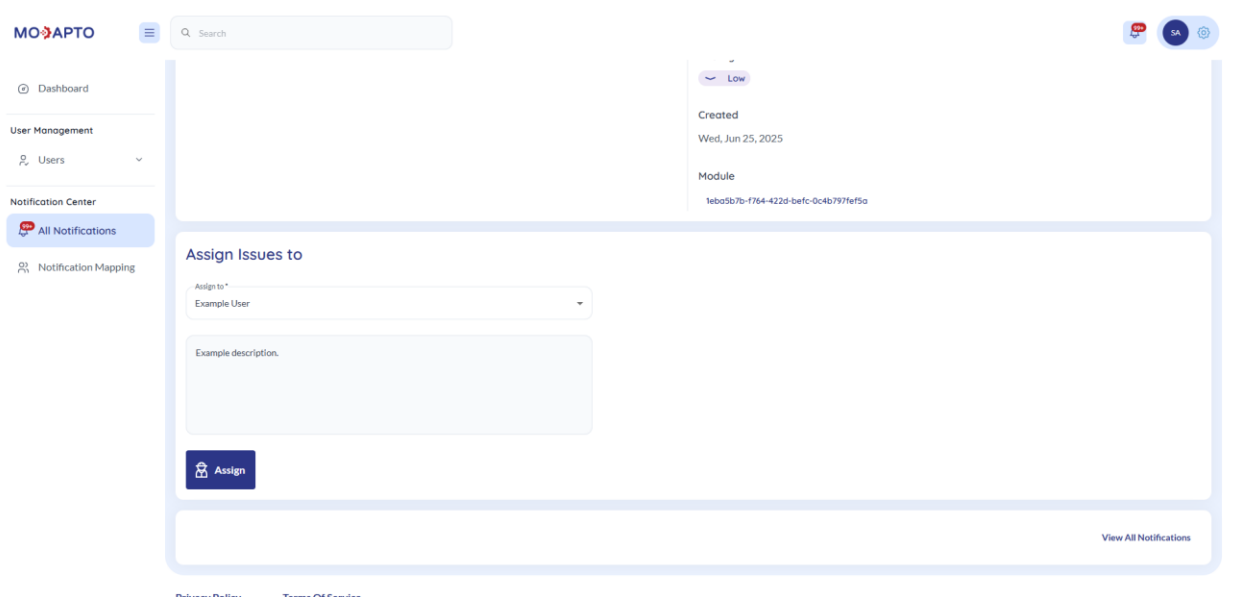 MODAPTO
Search
99+
SA
Dashboard
User Management
Users
Notification Center
99+
All Notifications
Notification Mapping
Low
Created
Wed, Jun 25, 2025
Module
1eba5b7b-f764-422d-befc-0c4b797fef5a
Assign Issues to
Assign to *
Example User
Example description.
Assign
View All Notifications
Privacy Policy
Terms Of Service